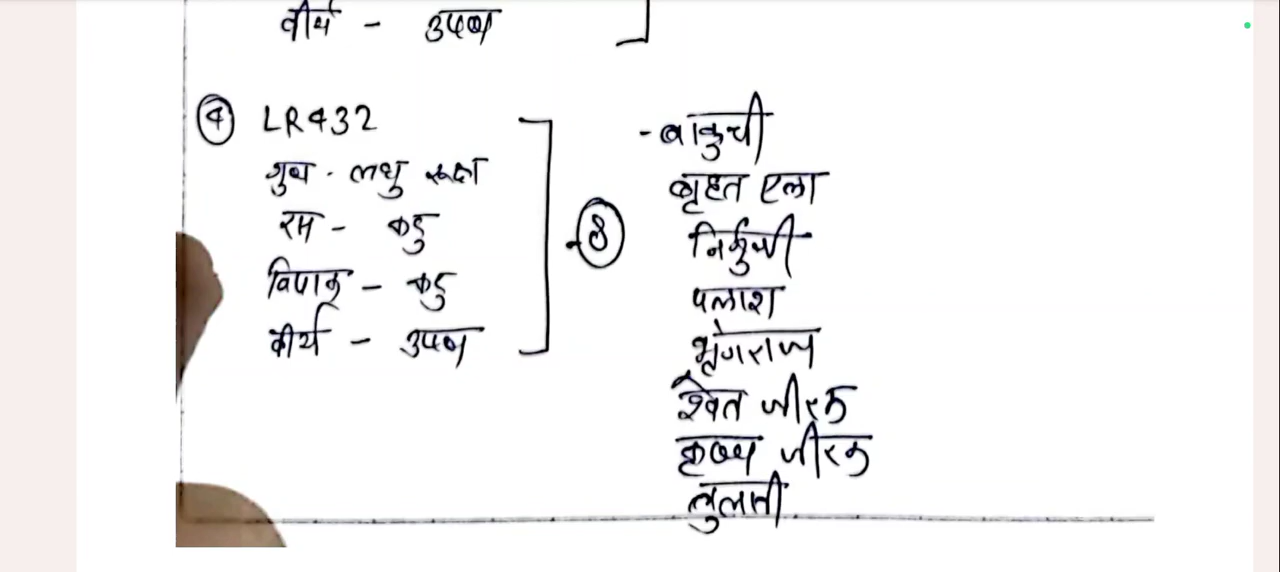 वीर्य - उष्ण
④ LR432
गुण - लघु रूक्ष
रस - कटु
विपाक - कटु
वीर्य - उष्ण
⑧
- बाकुची
बृहत एला
निर्गुण्डी
पलाश
भृंगराज
श्वेत जीरक
कृष्ण जीरक
तुलसी